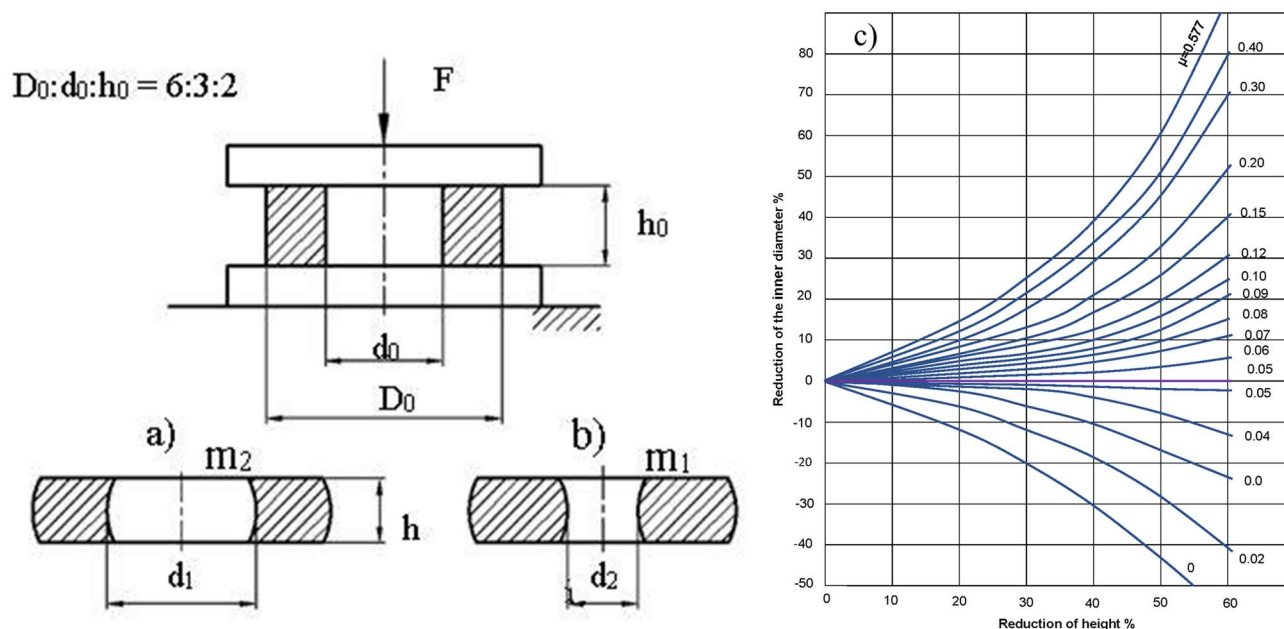 D0:d0:h0 = 6:3:2
F
h0
d0
D0
a)
m2
h
d1
b)
m1
d2
c)
Reduction of the inner diameter %
80
70
60
50
40
30
20
10
0
-10
-20
-30
-40
-50
0 10 20 30 40 50 60
Reduction of height %
μ=0.577
0.40
0.30
0.20
0.15
0.12
0.10
0.09
0.08
0.07
0.06
0.05
0.05
0.04
0.0
0.02
0